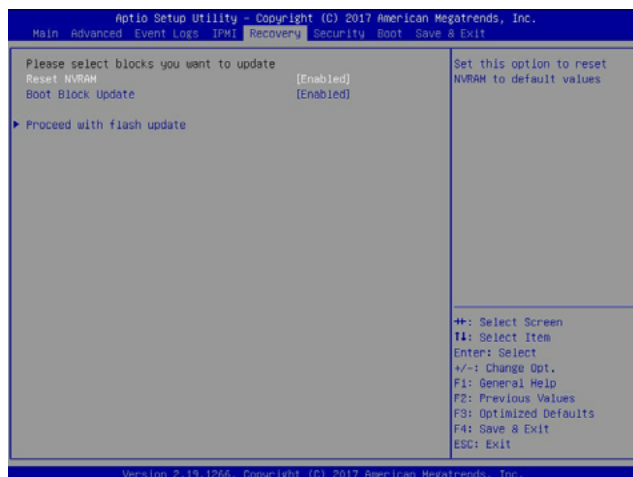 Aptio Setup Utility - Copyright (C) 2017 American Megatrends, Inc.
Main Advanced Event Logs IPMI Recovery Security Boot Save & Exit
Please select blocks you want to update
Reset NVRAM [Enabled]
Boot Block Update [Enabled]
Proceed with flash update
Set this option to reset
NVRAM to default values
: Select Screen
↑↓: Select Item
Enter: Select
+/-: Change Opt.
F1: General Help
F2: Previous Values
F3: Optimized Defaults
F4: Save & Exit
ESC: Exit
Version 2.19.1266. Copyright (C) 2017 American Megatrends, Inc.